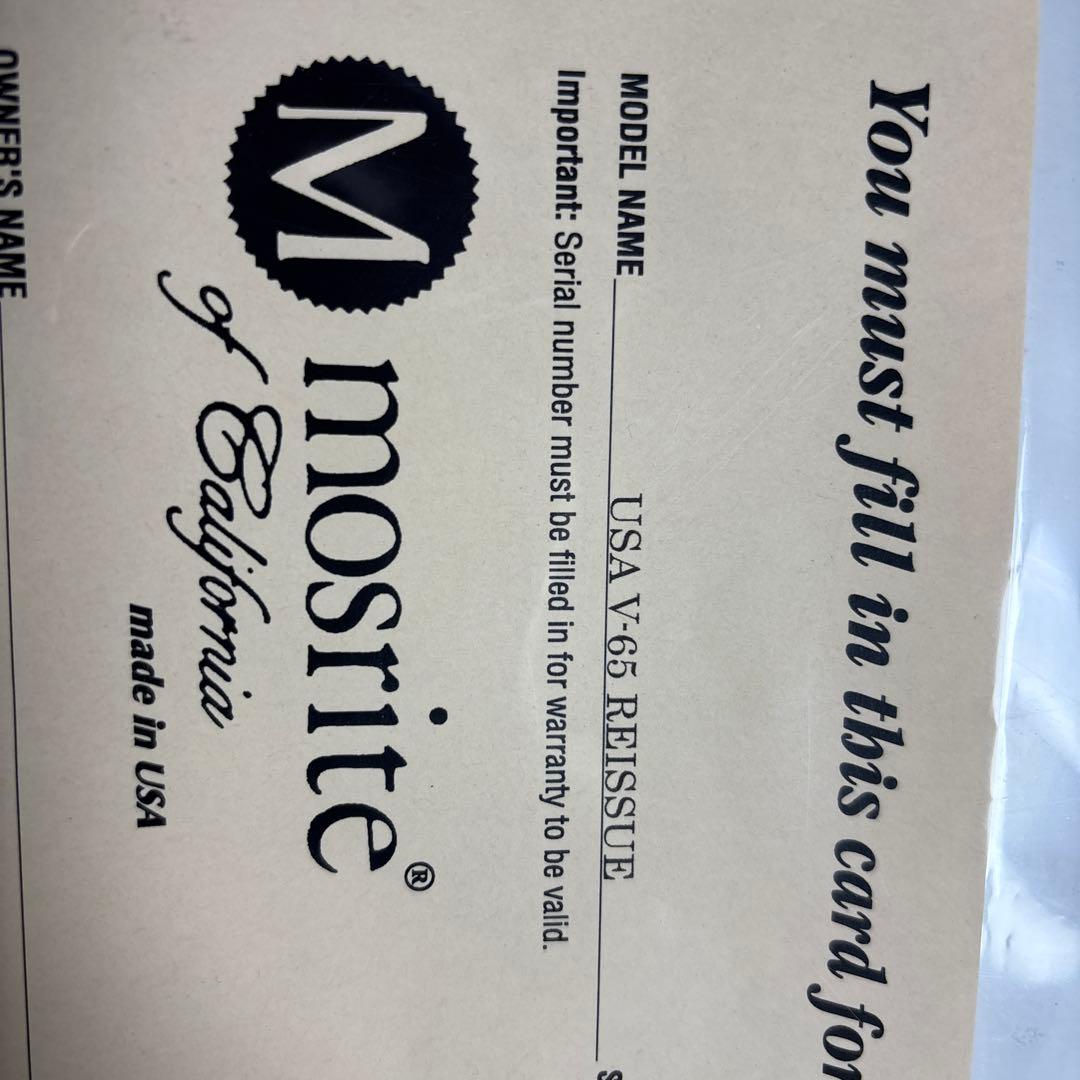 You must fill in this card for
MODEL NAME USA V-65 REISSUE S
Important: Serial number must be filled in for warranty to be valid.
M mosrite®
of California
made in USA
OWNER'S NAME